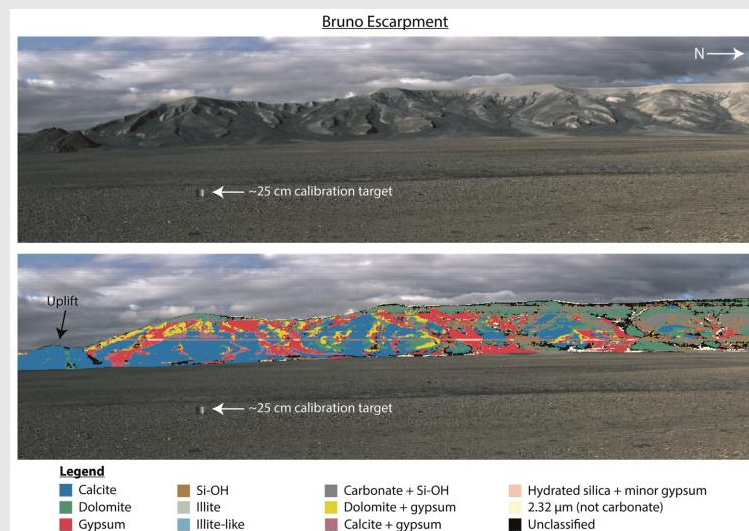 Bruno Escarpment
N
~25 cm calibration target
Uplift
~25 cm calibration target
Legend
Calcite
Dolomite
Gypsum
Si-OH
Illite
Illite-like
Carbonate + Si-OH
Dolomite + gypsum
Calcite + gypsum
Hydrated silica + minor gypsum
2.32 µm (not carbonate)
Unclassified